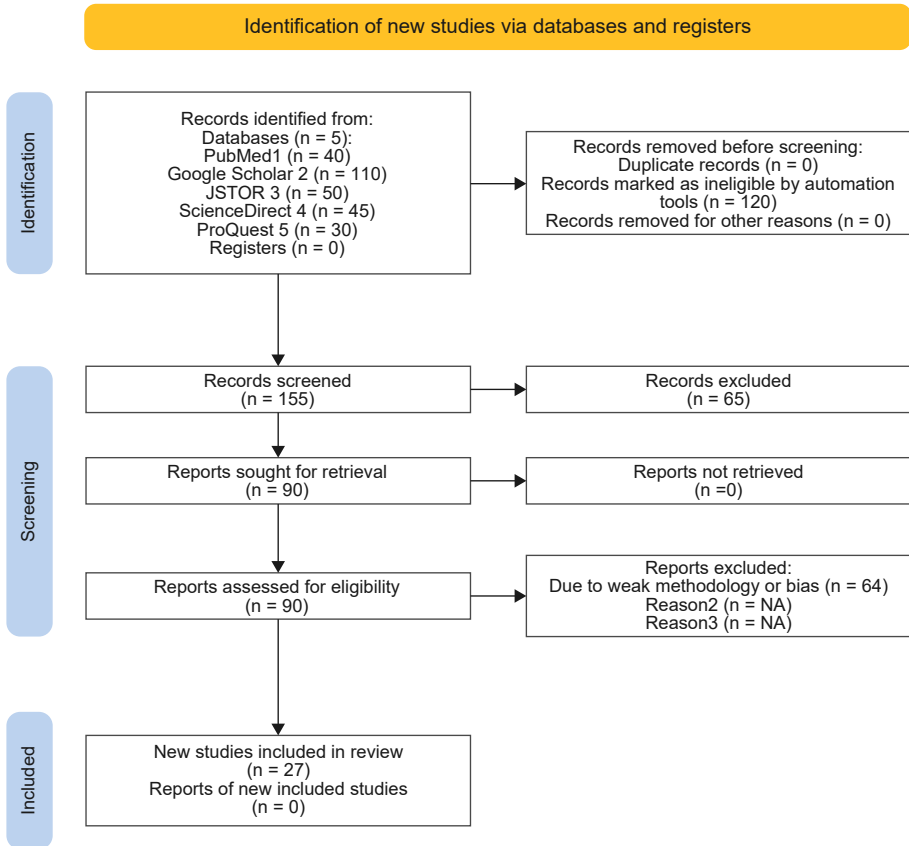 Identification of new studies via databases and registers
Identification
Records identified from:
Databases (n = 5):
PubMed1 (n = 40)
Google Scholar 2 (n = 110)
JSTOR 3 (n = 50)
ScienceDirect 4 (n = 45)
ProQuest 5 (n = 30)
Registers (n = 0)
Records removed before screening:
Duplicate records (n = 0)
Records marked as ineligible by automation
tools (n = 120)
Records removed for other reasons (n = 0)
Screening
Records screened
(n = 155)
Records excluded
(n = 65)
Reports sought for retrieval
(n = 90)
Reports not retrieved
(n =0)
Reports assessed for eligibility
(n = 90)
Reports excluded:
Due to weak methodology or bias (n = 64)
Reason2 (n = NA)
Reason3 (n = NA)
Included
New studies included in review
(n = 27)
Reports of new included studies
(n = 0)